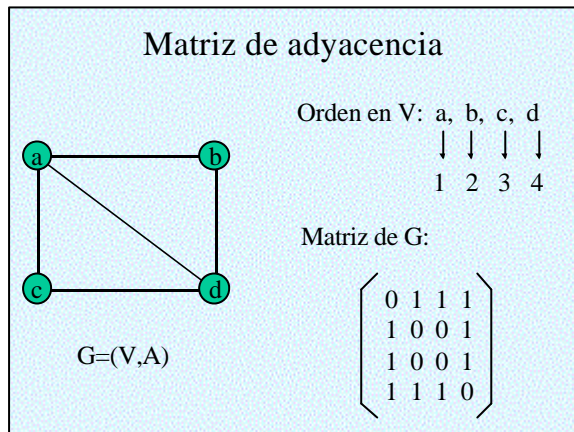 Matriz de adyacencia
Orden en V: a, b, c, d
1 2 3 4
a b
c d
G=(V,A)
Matriz de G:
0 1 1 1
1 0 0 1
1 0 0 1
1 1 1 0